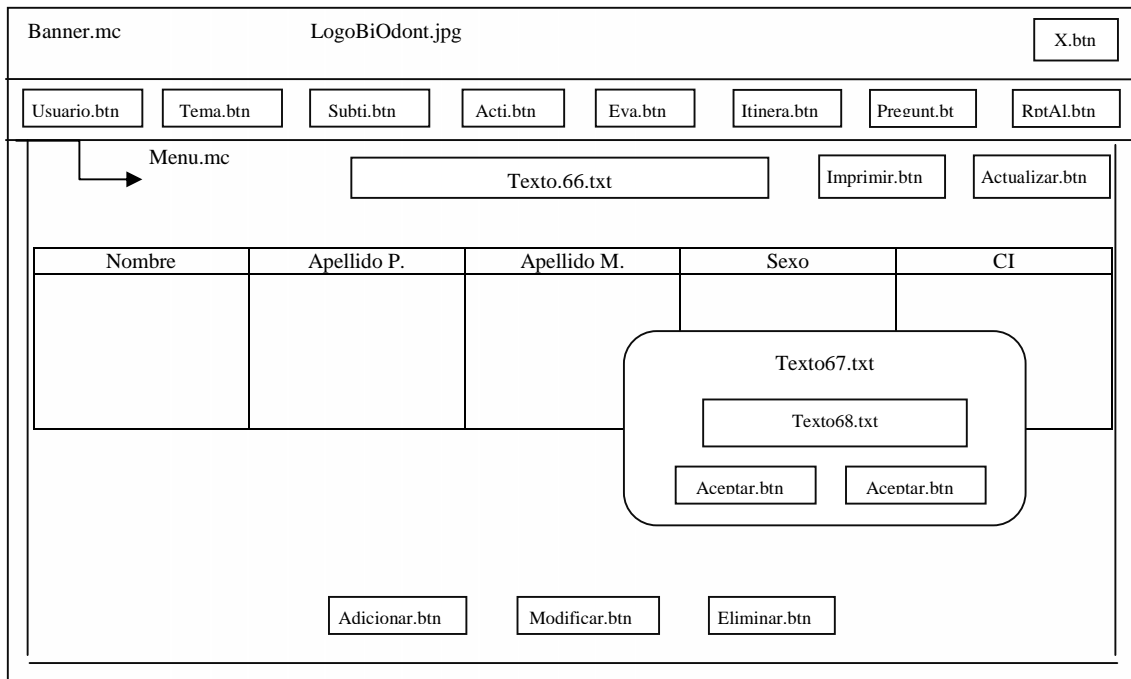 Banner.mc LogoBiOdont.jpg X.btn
Usuario.btn Tema.btn Subti.btn Acti.btn Eva.btn Itinera.btn Pregunt.bt RptAl.btn
Menu.mc
Texto.66.txt Imprimir.btn Actualizar.btn
Nombre Apellido P. Apellido M. Sexo CI
Texto67.txt
Texto68.txt
Aceptar.btn Aceptar.btn
Adicionar.btn Modificar.btn Eliminar.btn